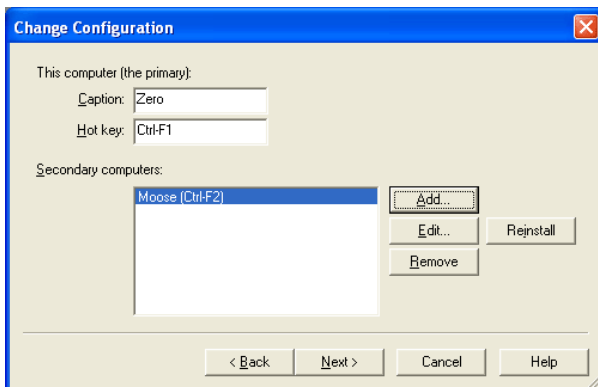 Change Configuration
This computer (the primary):
Caption: Zero
Hot key: Ctrl-F1
Secondary computers:
Moose (Ctrl-F2)
Add...
Edit...
Reinstall
Remove
< Back
Next >
Cancel
Help